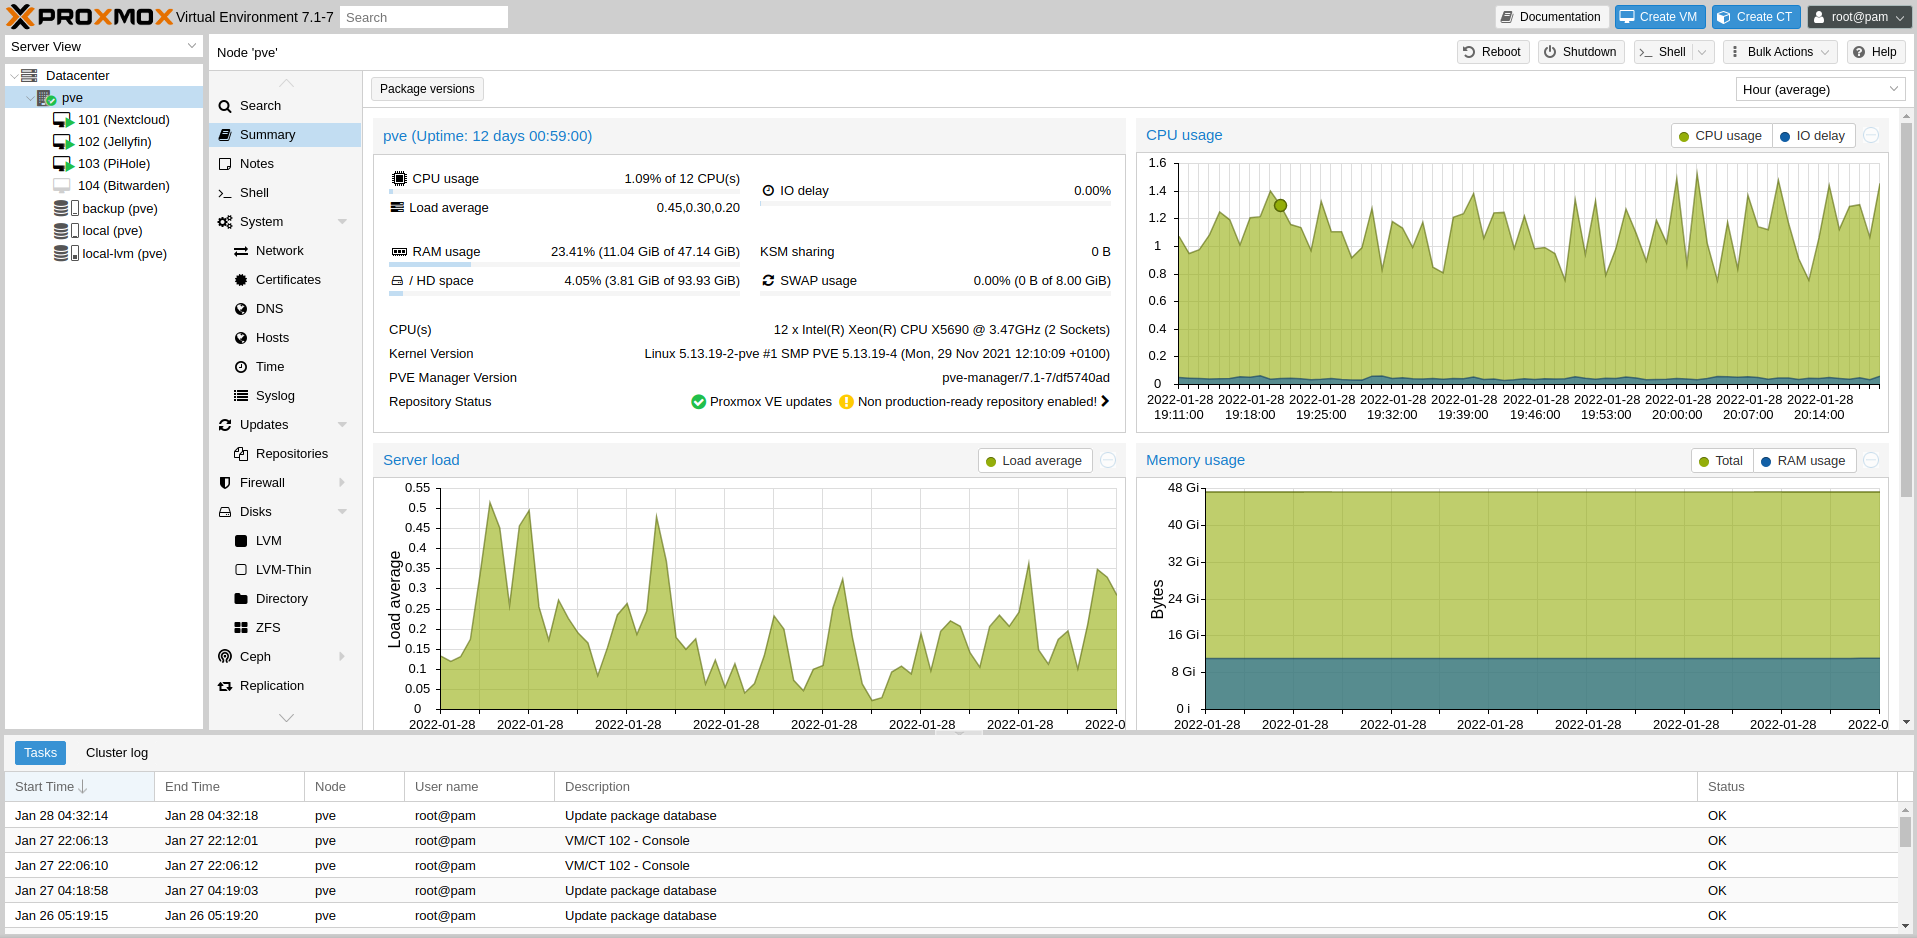 PROXMOX Virtual Environment 7.1-7 Search Documentation Create VM Create CT root@pam
Server View
Datacenter
pve
101 (Nextcloud)
102 (Jellyfin)
103 (PiHole)
104 (Bitwarden)
backup (pve)
local (pve)
local-lvm (pve)
Node 'pve' Reboot Shutdown Shell Bulk Actions Help
Search
Summary
Notes
Shell
System
Network
Certificates
DNS
Hosts
Time
Syslog
Updates
Repositories
Firewall
Disks
LVM
LVM-Thin
Directory
ZFS
Ceph
Replication
Package versions Hour (average)
pve (Uptime: 12 days 00:59:00)
CPU usage 1.09% of 12 CPU(s)
IO delay 0.00%
Load average 0.45,0.30,0.20
RAM usage 23.41% (11.04 GiB of 47.14 GiB)
KSM sharing 0 B
/ HD space 4.05% (3.81 GiB of 93.93 GiB)
SWAP usage 0.00% (0 B of 8.00 GiB)
CPU(s) 12 x Intel(R) Xeon(R) CPU X5690 @ 3.47GHz (2 Sockets)
Kernel Version Linux 5.13.19-2-pve #1 SMP PVE 5.13.19-4 (Mon, 29 Nov 2021 12:10:09 +0100)
PVE Manager Version pve-manager/7.1-7/df5740ad
Repository Status Proxmox VE updates Non production-ready repository enabled!
CPU usage CPU usage IO delay
1.6
1.4
1.2
1
0.8
0.6
0.4
0.2
0
2022-01-28 2022-01-28 2022-01-28 2022-01-28 2022-01-28 2022-01-28 2022-01-28 2022-01-28 2022-01-28 2022-01-28
19:11:00 19:18:00 19:25:00 19:32:00 19:39:00 19:46:00 19:53:00 20:00:00 20:07:00 20:14:00
Server load Load average
Load average
0.55
0.5
0.45
0.4
0.35
0.3
0.25
0.2
0.15
0.1
0.05
0
2022-01-28 2022-01-28 2022-01-28 2022-01-28 2022-01-28 2022-01-28 2022-01-28 2022-0
Memory usage Total RAM usage
Bytes
48 Gi
40 Gi
32 Gi
24 Gi
16 Gi
8 Gi
0 i
2022-01-28 2022-01-28 2022-01-28 2022-01-28 2022-01-28 2022-01-28 2022-01-28 2022-0
Tasks Cluster log
Start Time End Time Node User name Description Status
Jan 28 04:32:14 Jan 28 04:32:18 pve root@pam Update package database OK
Jan 27 22:06:13 Jan 27 22:12:01 pve root@pam VM/CT 102 - Console OK
Jan 27 22:06:10 Jan 27 22:06:12 pve root@pam VM/CT 102 - Console OK
Jan 27 04:18:58 Jan 27 04:19:03 pve root@pam Update package database OK
Jan 26 05:19:15 Jan 26 05:19:20 pve root@pam Update package database OK